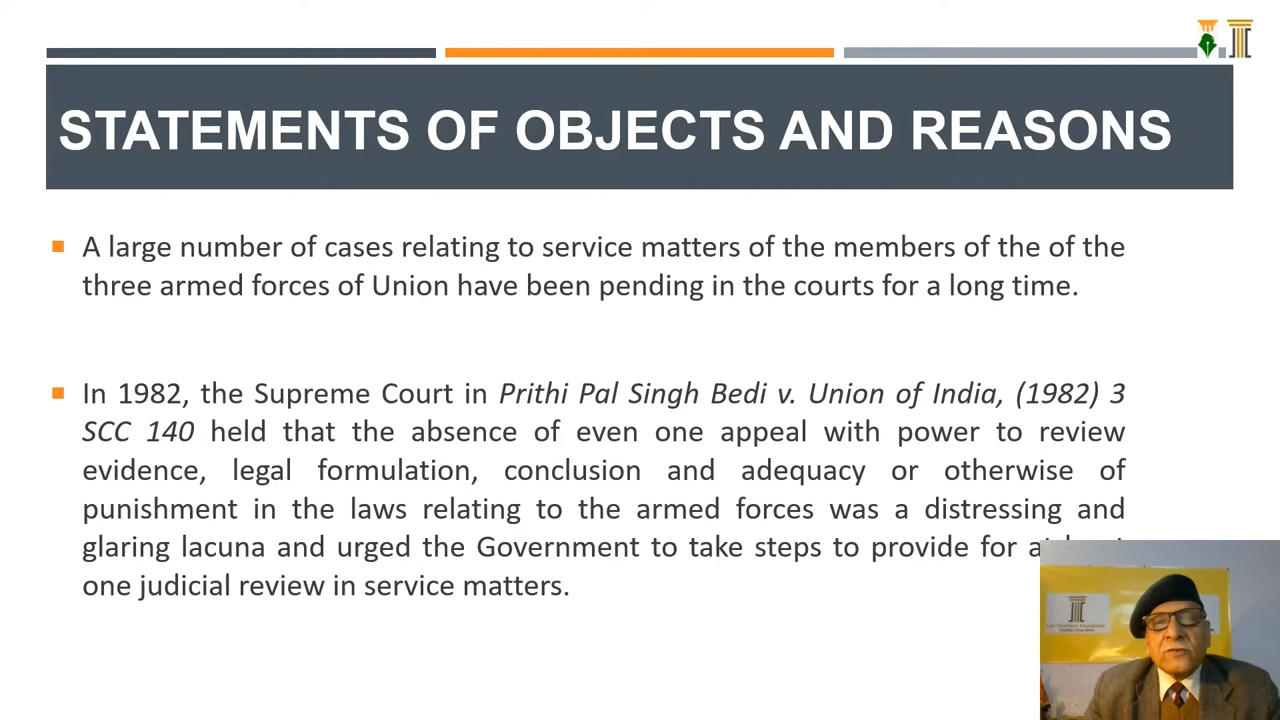 STATEMENTS OF OBJECTS AND REASONS
A large number of cases relating to service matters of the members of the of the
three armed forces of Union have been pending in the courts for a long time.
In 1982, the Supreme Court in Prithi Pal Singh Bedi v. Union of India, (1982) 3
SCC 140 held that the absence of even one appeal with power to review
evidence, legal formulation, conclusion and adequacy or otherwise of
punishment in the laws relating to the armed forces was a distressing and
glaring lacuna and urged the Government to take steps to provide for
one judicial review in service matters.